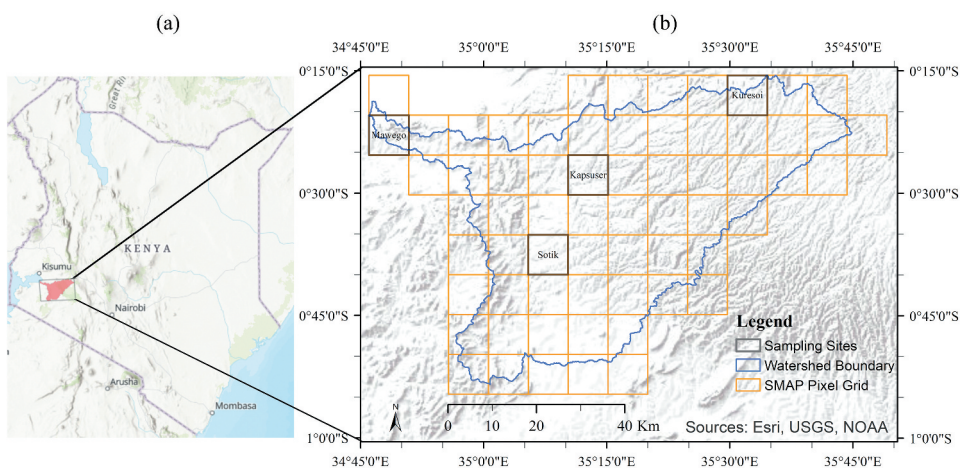 (a)
(b)
34°45'0"E 35°0'0"E 35°15'0"E 35°30'0"E 35°45'0"E
0°15'0"S 0°15'0"S
Great Ri
Kuresoi
Mawego
Kapsuser
0°30'0"S 0°30'0"S
KENYA
Sotik
Kisumu
Nairobi
0°45'0"S 0°45'0"S
Legend
Sampling Sites
Watershed Boundary
SMAP Pixel Grid
Arusha
Mombasa
N
0 20 40 Km
Sources: Esri, USGS, NOAA
1°0'0"S 1°0'0"S
34°45'0"E 35°0'0"E 35°15'0"E 35°30'0"E 35°45'0"E